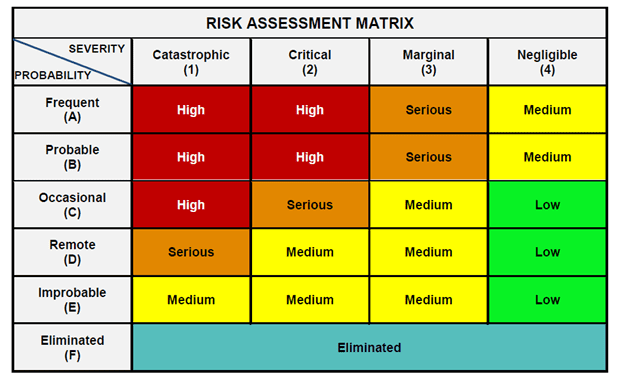 RISK ASSESSMENT MATRIX
SEVERITY
PROBABILITY
Catastrophic
(1)
Critical
(2)
Marginal
(3)
Negligible
(4)
Frequent
(A)
High
High
Serious
Medium
Probable
(B)
High
High
Serious
Medium
Occasional
(C)
High
Serious
Medium
Low
Remote
(D)
Serious
Medium
Medium
Low
Improbable
(E)
Medium
Medium
Medium
Low
Eliminated
(F)
Eliminated